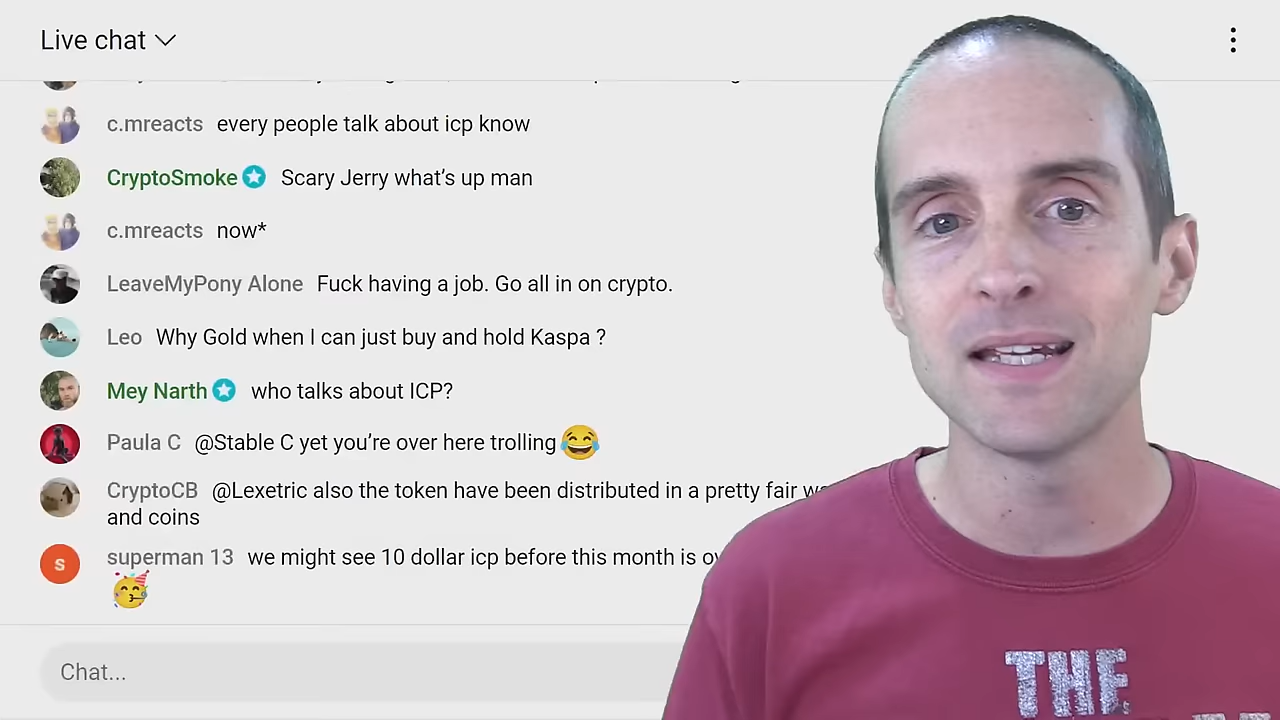 Live chat
c.mreacts every people talk about icp know
CryptoSmoke Scary Jerry what's up man
c.mreacts now*
LeaveMyPony Alone Fuck having a job. Go all in on crypto.
Leo Why Gold when I can just buy and hold Kaspa ?
Mey Narth who talks about ICP?
Paula C @Stable C yet you're over here trolling😂
CryptoCB @Lexetric also the token have been distributed in a pretty fair
and coins
superman 13 we might see 10 dollar icp before this month is
🥳
Chat...
S
THE